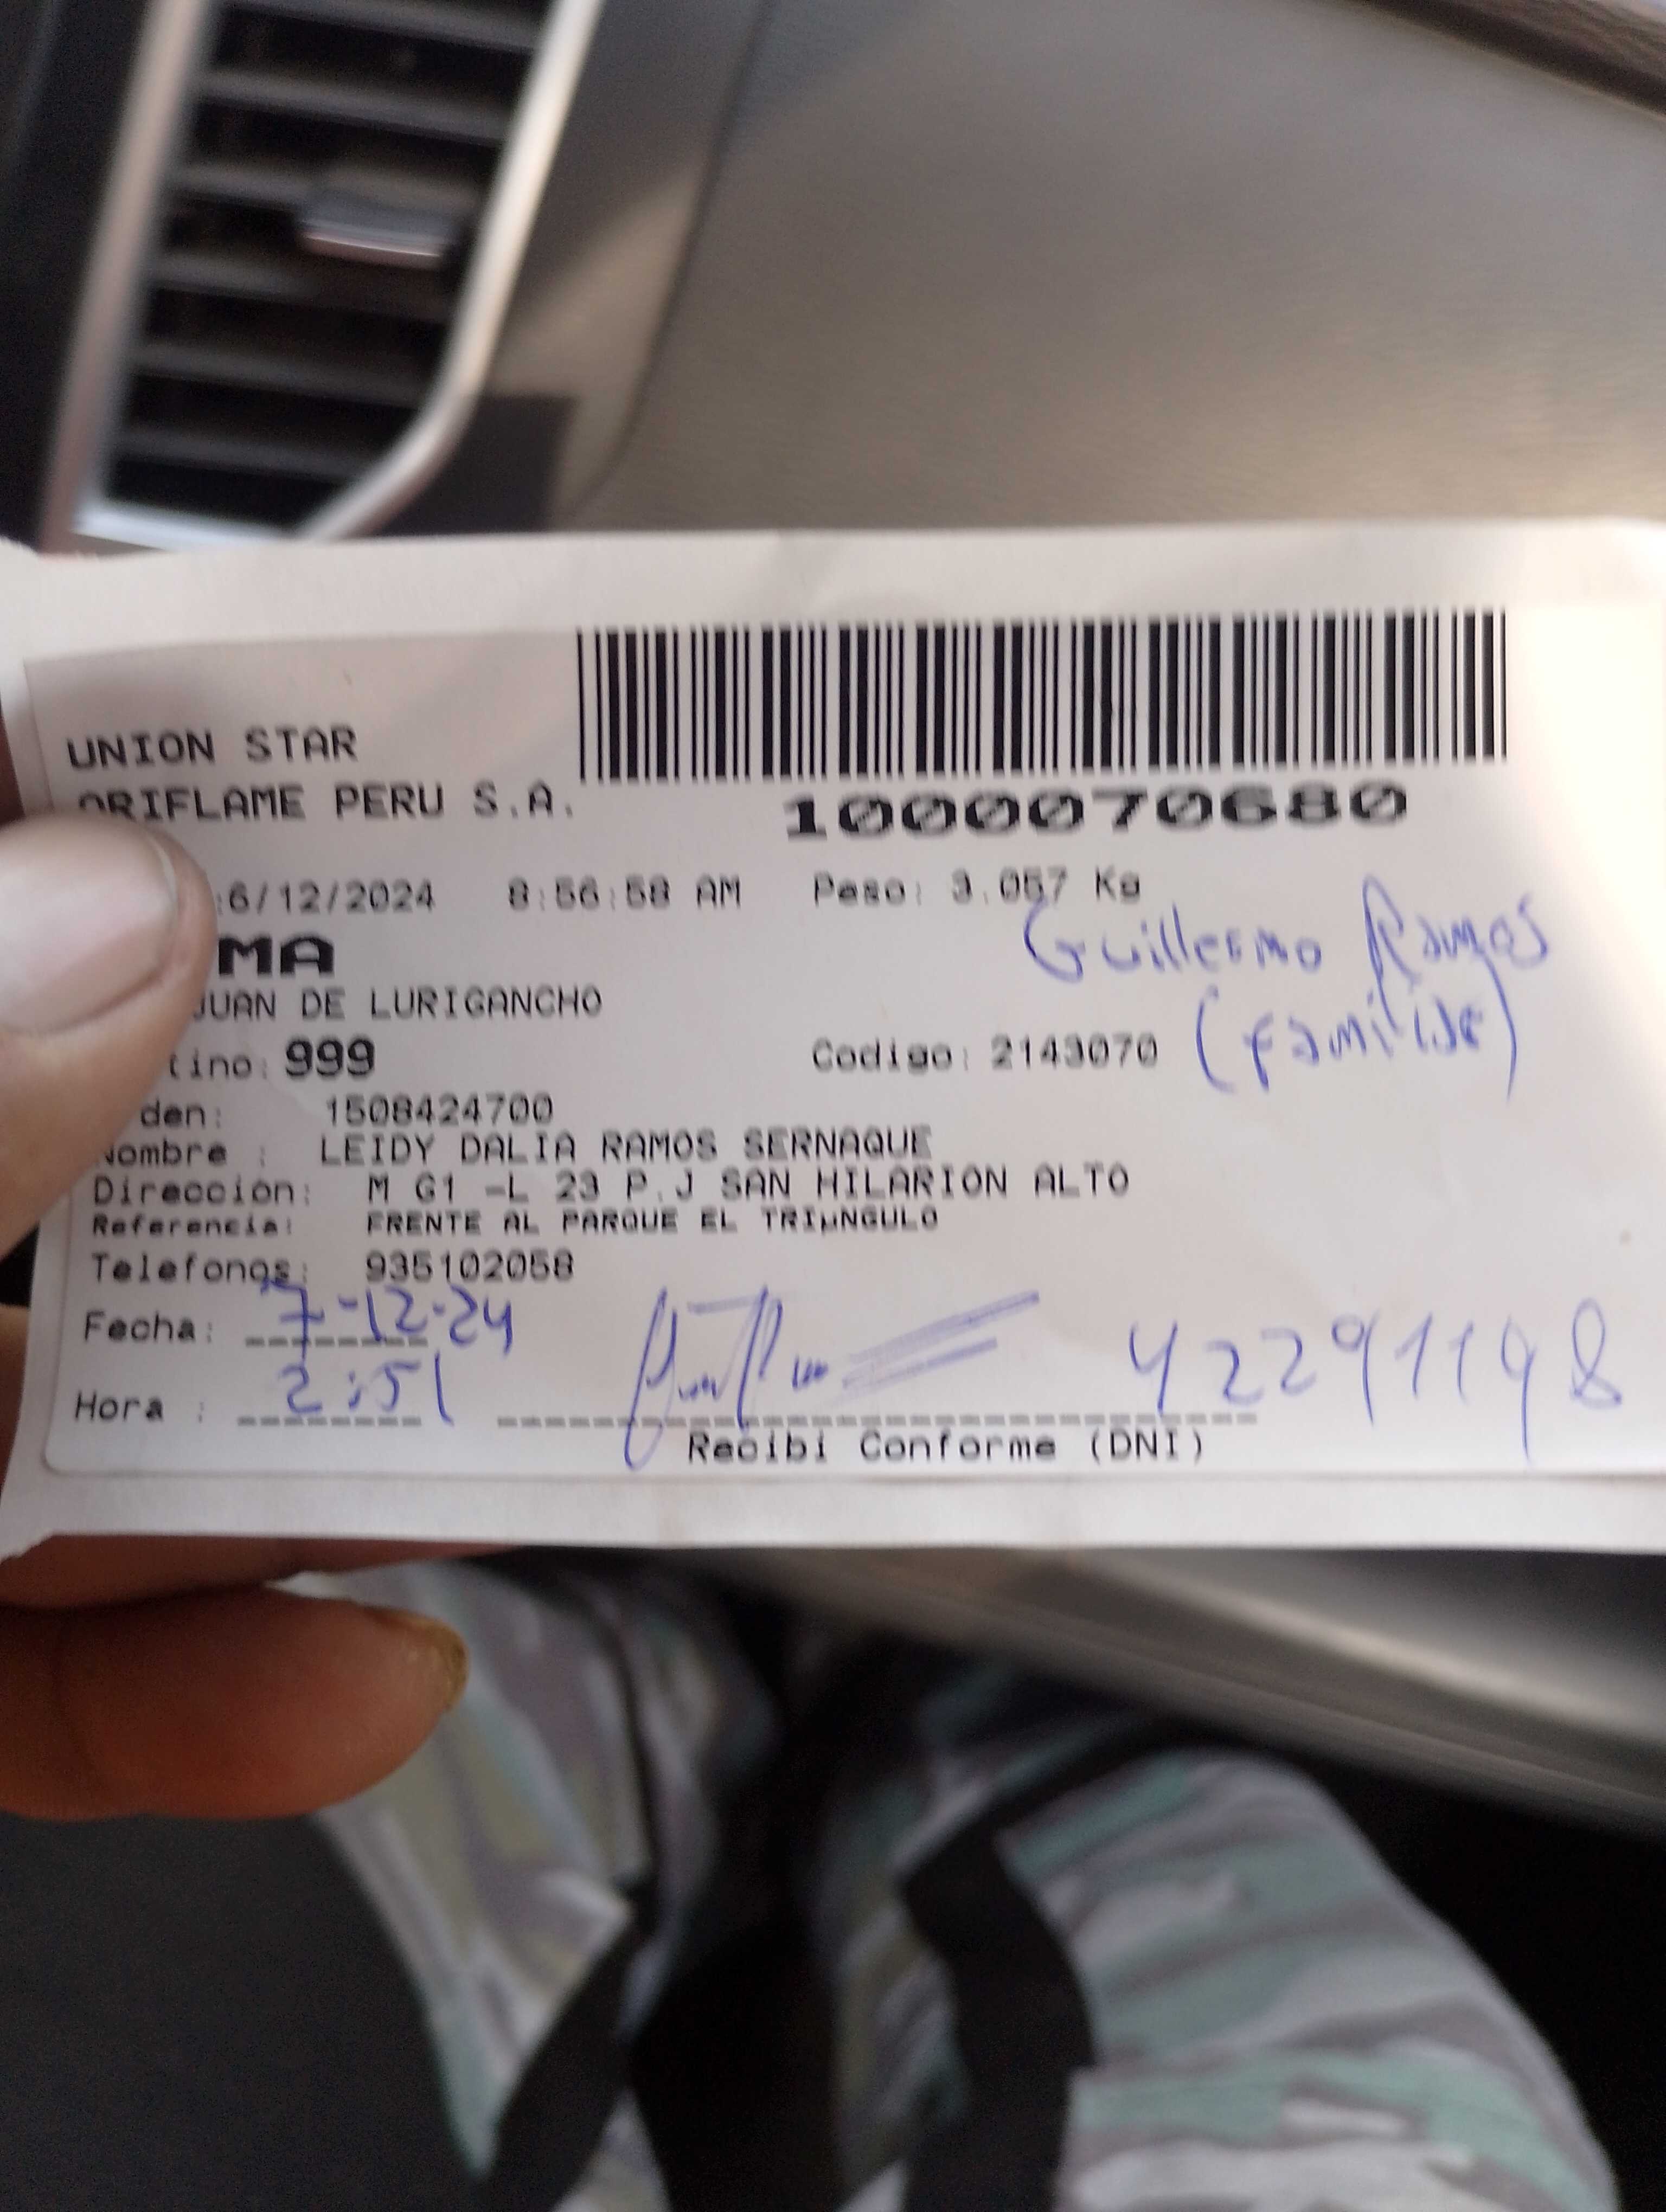 UNION STAR
ORIFLAME PERU S.A.
1000070680
:6/12/2024 8:56:58 AM Peso: 3.057 Kg
Guillermo Ramos
MA
JUAN DE LURIGANCHO
(Familiar)
tino: 999 Codigo: 2143070
den: 1508424700
Nombre : LEIDY DALIA RAMOS SERNAQUE
Direccion: M G1 -L 23 P.J SAN HILARION ALTO
Referencia: FRENTE AL PARQUE EL TRIµNGULO
Telefonos: 935102058
Fecha: 7-12-24
Hora : 2:51 42291198
Recibi Conforme (DNI)